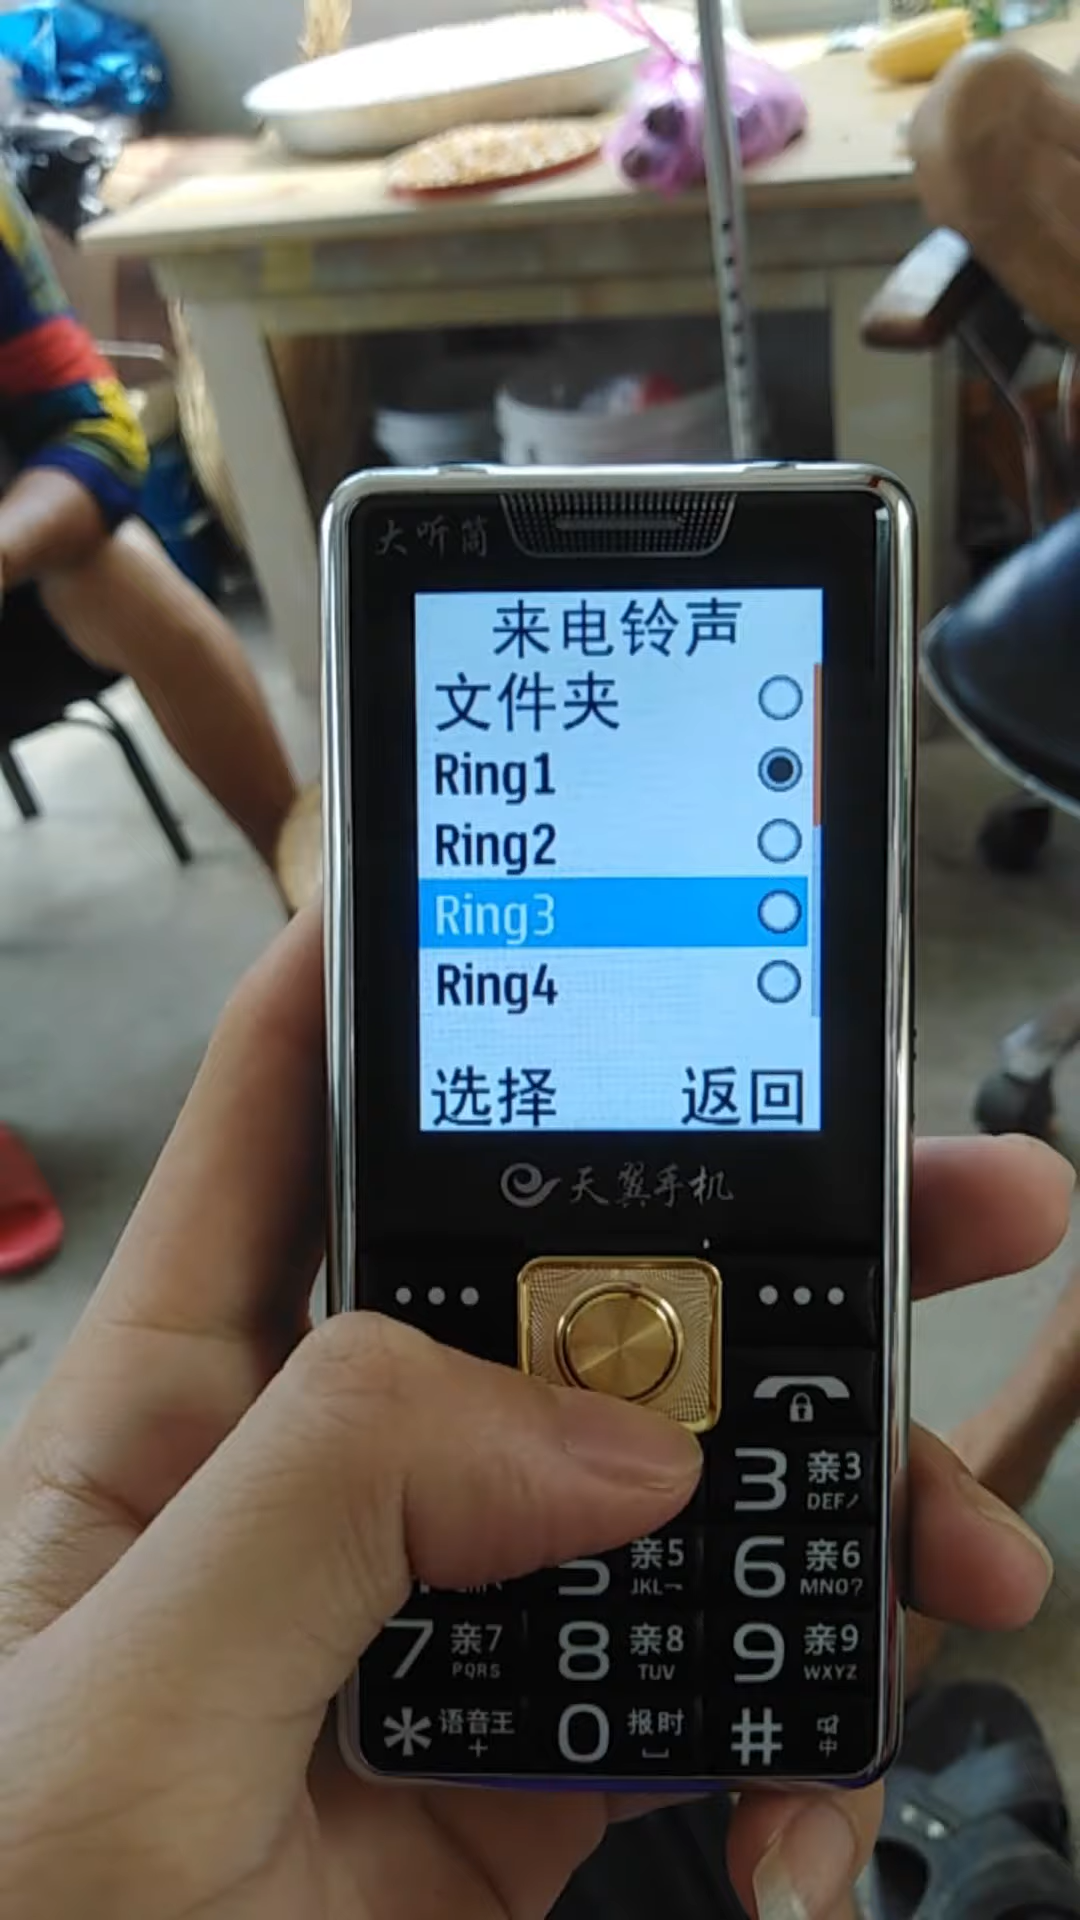 大听筒
来电铃声
文件夹
Ring1
Ring2
Ring3
Ring4
选择 返回
天翼手机
3 亲3
DEF
5 亲5
JKL
6 亲6
MNO?
7 亲7
PQRS
8 亲8
TUV
9 亲9
WXYZ
* 语音王
+
0 报时
# 中